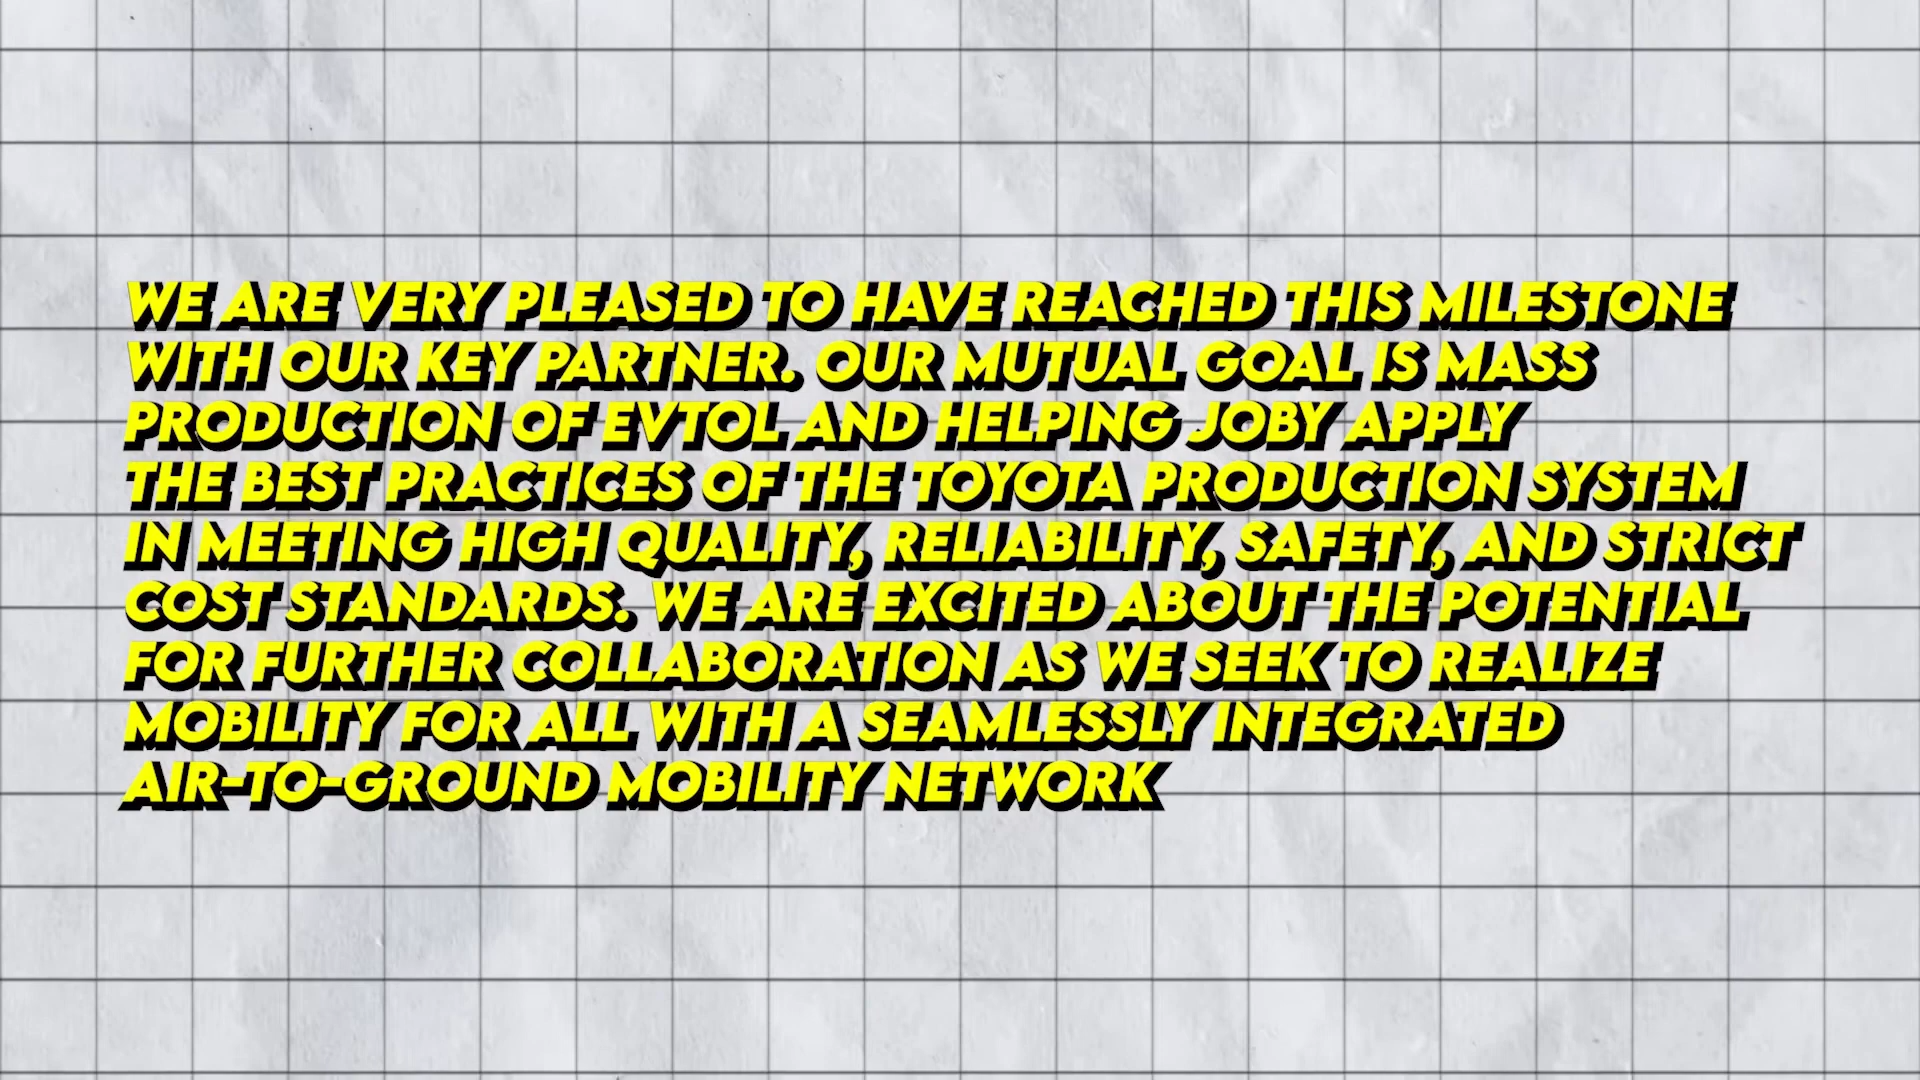 WE ARE VERY PLEASED TO HAVE REACHED THIS MILESTONE
WITH OUR KEY PARTNER. OUR MUTUAL GOAL IS MASS
PRODUCTION OF EVTOL AND HELPING JOBY APPLY
THE BEST PRACTICES OF THE TOYOTA PRODUCTION SYSTEM
IN MEETING HIGH QUALITY, RELIABILITY, SAFETY, AND STRICT
COST STANDARDS. WE ARE EXCITED ABOUT THE POTENTIAL
FOR FURTHER COLLABORATION AS WE SEEK TO REALIZE
MOBILITY FOR ALL WITH A SEAMLESSLY INTEGRATED
AIR-TO-GROUND MOBILITY NETWORK